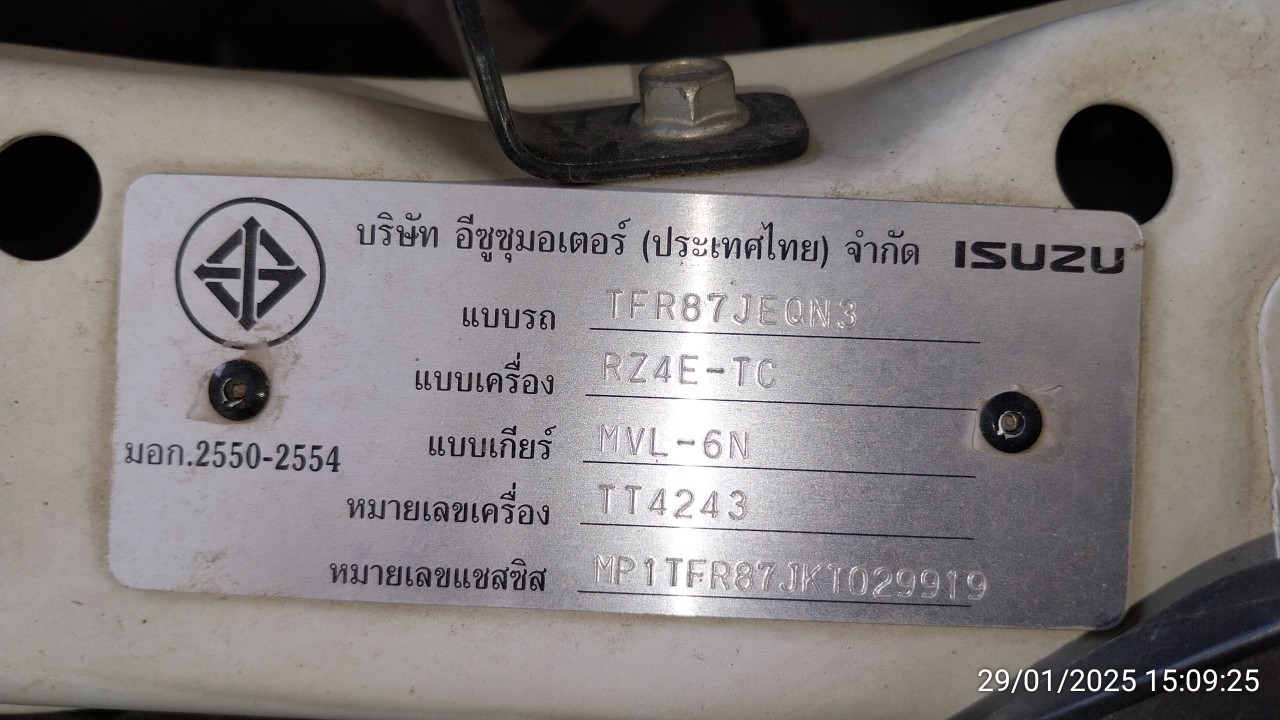 บริษัท อีซูซุมอเตอร์ (ประเทศไทย) จำกัด ISUZU
แบบรถ TFR87JEQN3
แบบเครื่อง RZ4E-TC
แบบเกียร์ MVL-6N
มอก.2550-2554
หมายเลขเครื่อง TT4243
หมายเลขแชสซิส MP1TFR87JKT029919
29/01/2025 15:09:25